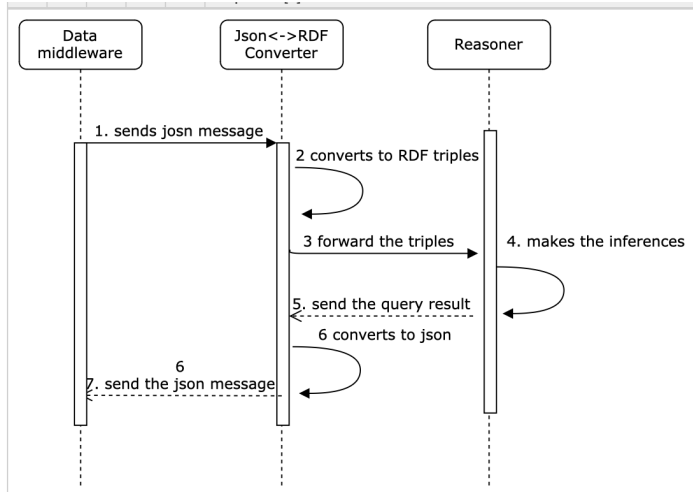 Data
middleware
Json<->RDF
Converter
Reasoner
1. sends josn message
2 converts to RDF triples
3 forward the triples
4. makes the inferences
5. send the query result
6 converts to json
6
7. send the json message